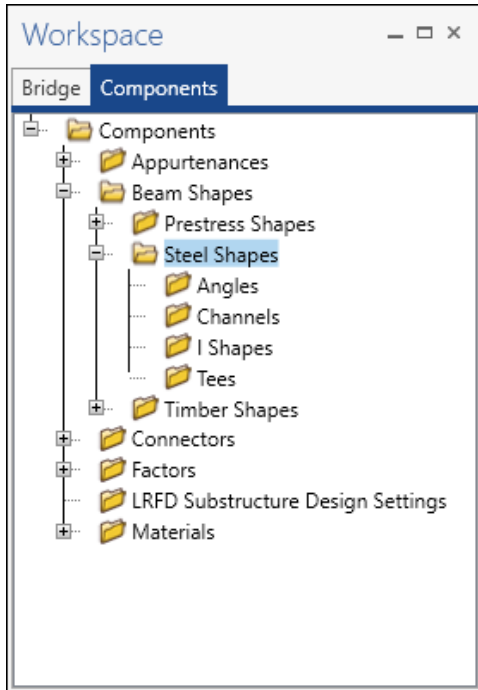 Workspace
Bridge Components
Components
Appurtenances
Beam Shapes
Prestress Shapes
Steel Shapes
Angles
Channels
I Shapes
Tees
Timber Shapes
Connectors
Factors
LRFD Substructure Design Settings
Materials